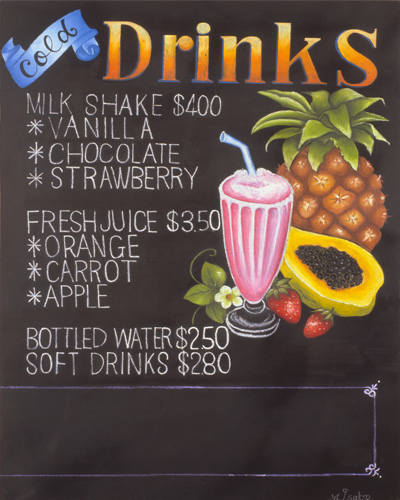 cold Drinks
MILK SHAKE $400
*VANILLA
*CHOCOLATE
*STRAWBERRY
FRESH JUICE $3.50
*ORANGE
*CARROT
*APPLE
BOTTLED WATER $250
SOFT DRINKS $280